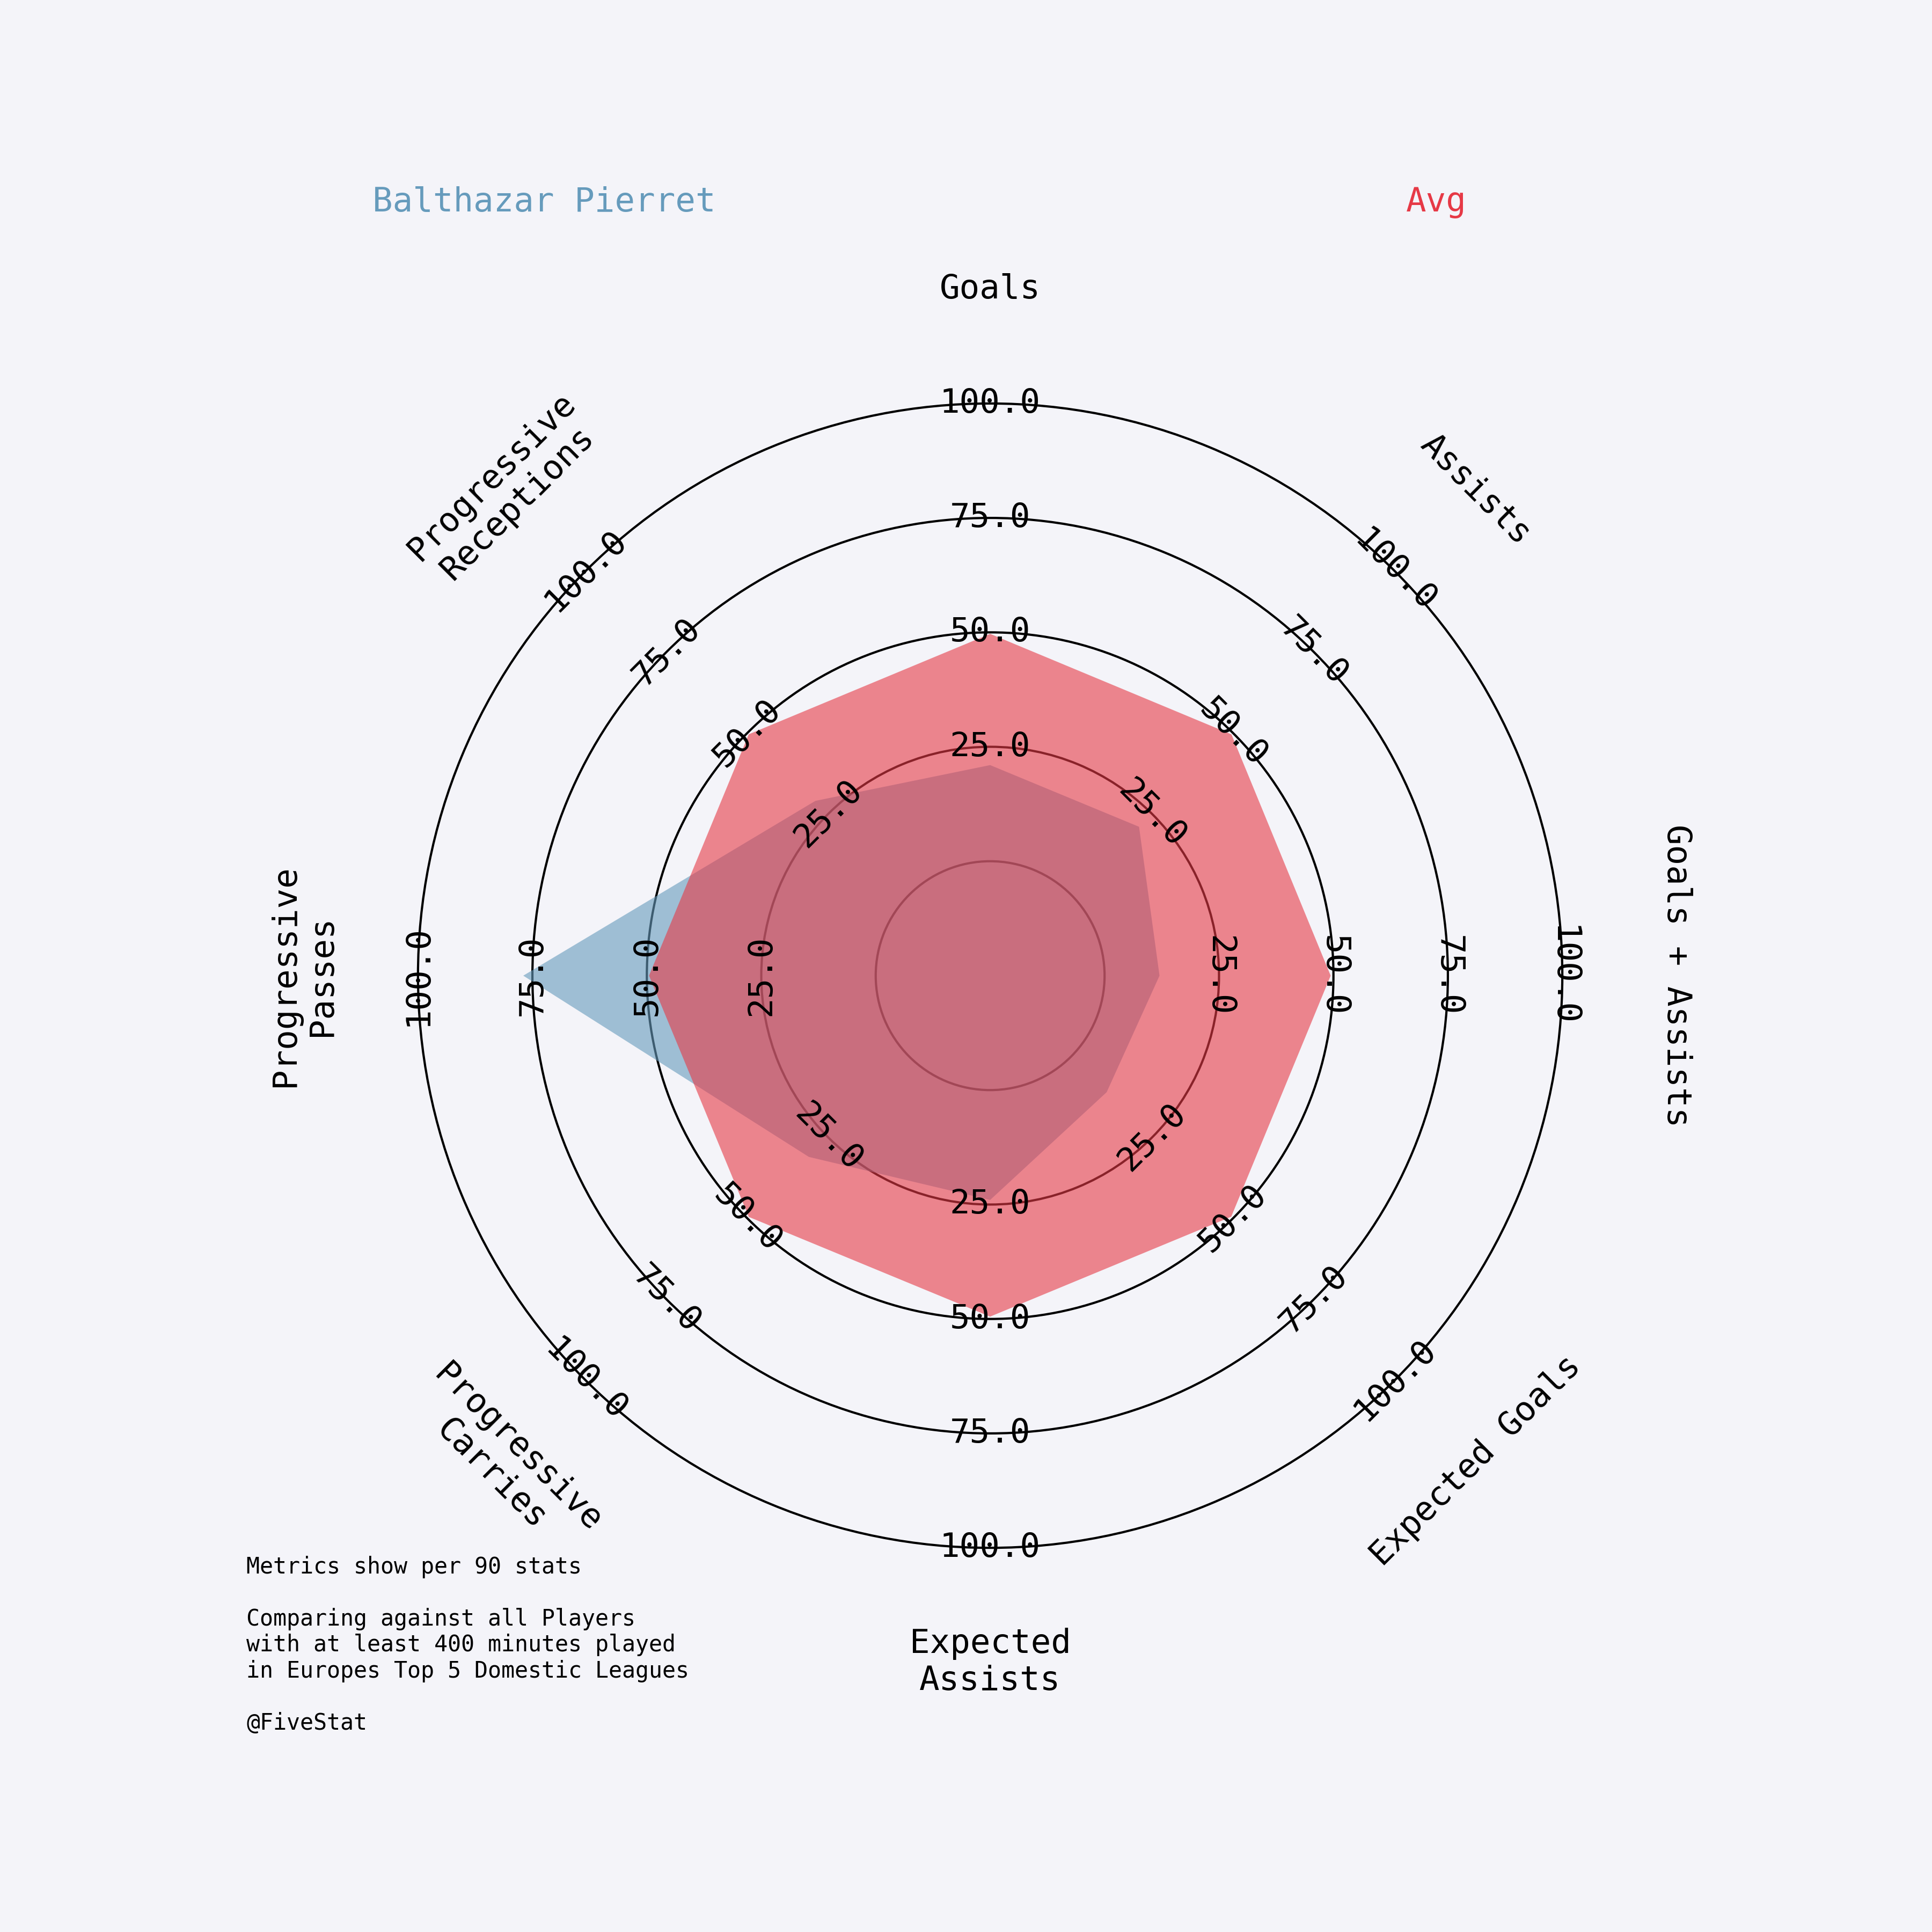 Balthazar Pierret
Avg
Goals
Assists
Goals + Assists
Expected Goals
Expected
Assists
Progressive
Carries
Progressive
Passes
Progressive
Receptions
25.0
50.0
75.0
100.0
25.0
50.0
75.0
100.0
25.0
50.0
75.0
100.0
25.0
50.0
75.0
100.0
25.0
50.0
75.0
100.0
25.0
50.0
75.0
100.0
25.0
50.0
75.0
100.0
25.0
50.0
75.0
100.0
Metrics show per 90 stats
Comparing against all Players
with at least 400 minutes played
in Europes Top 5 Domestic Leagues
@FiveStat